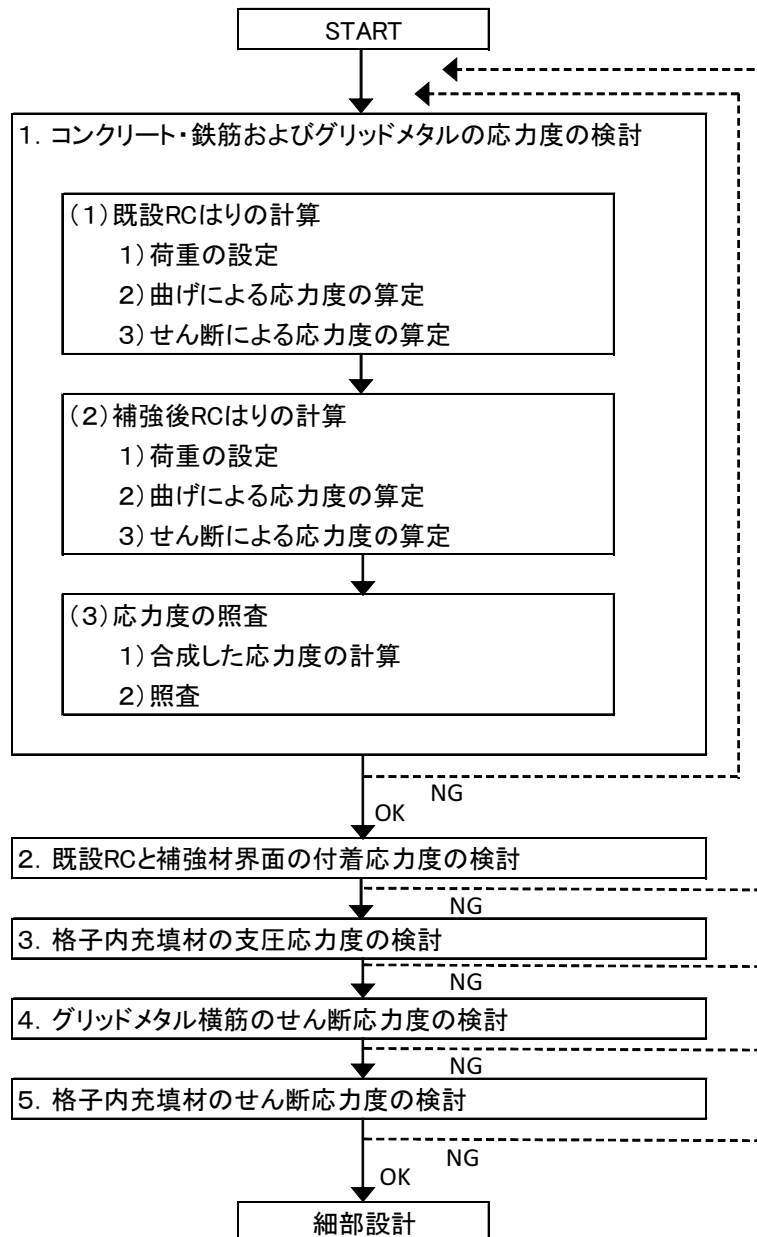 START
1．コンクリート・鉄筋およびグリッドメタルの応力度の検討
（１）既設RCはりの計算
１）荷重の設定
２）曲げによる応力度の算定
３）せん断による応力度の算定
（２）補強後RCはりの計算
１）荷重の設定
２）曲げによる応力度の算定
３）せん断による応力度の算定
（３）応力度の照査
１）合成した応力度の計算
２）照査
NG
OK
２．既設RCと補強材界面の付着応力度の検討
NG
３．格子内充填材の支圧応力度の検討
NG
４．グリッドメタル横筋のせん断応力度の検討
NG
５．格子内充填材のせん断応力度の検討
NG
OK
細部設計